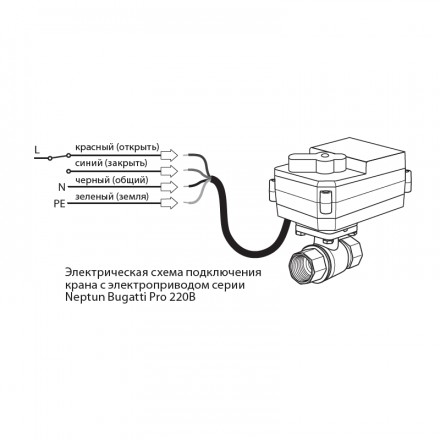 L
красный (открыть)
синий (закрыть)
черный (общий)
N
зеленый (земля)
PE
Электрическая схема подключения
крана с электроприводом серии
Neptun Bugatti Pro 220В